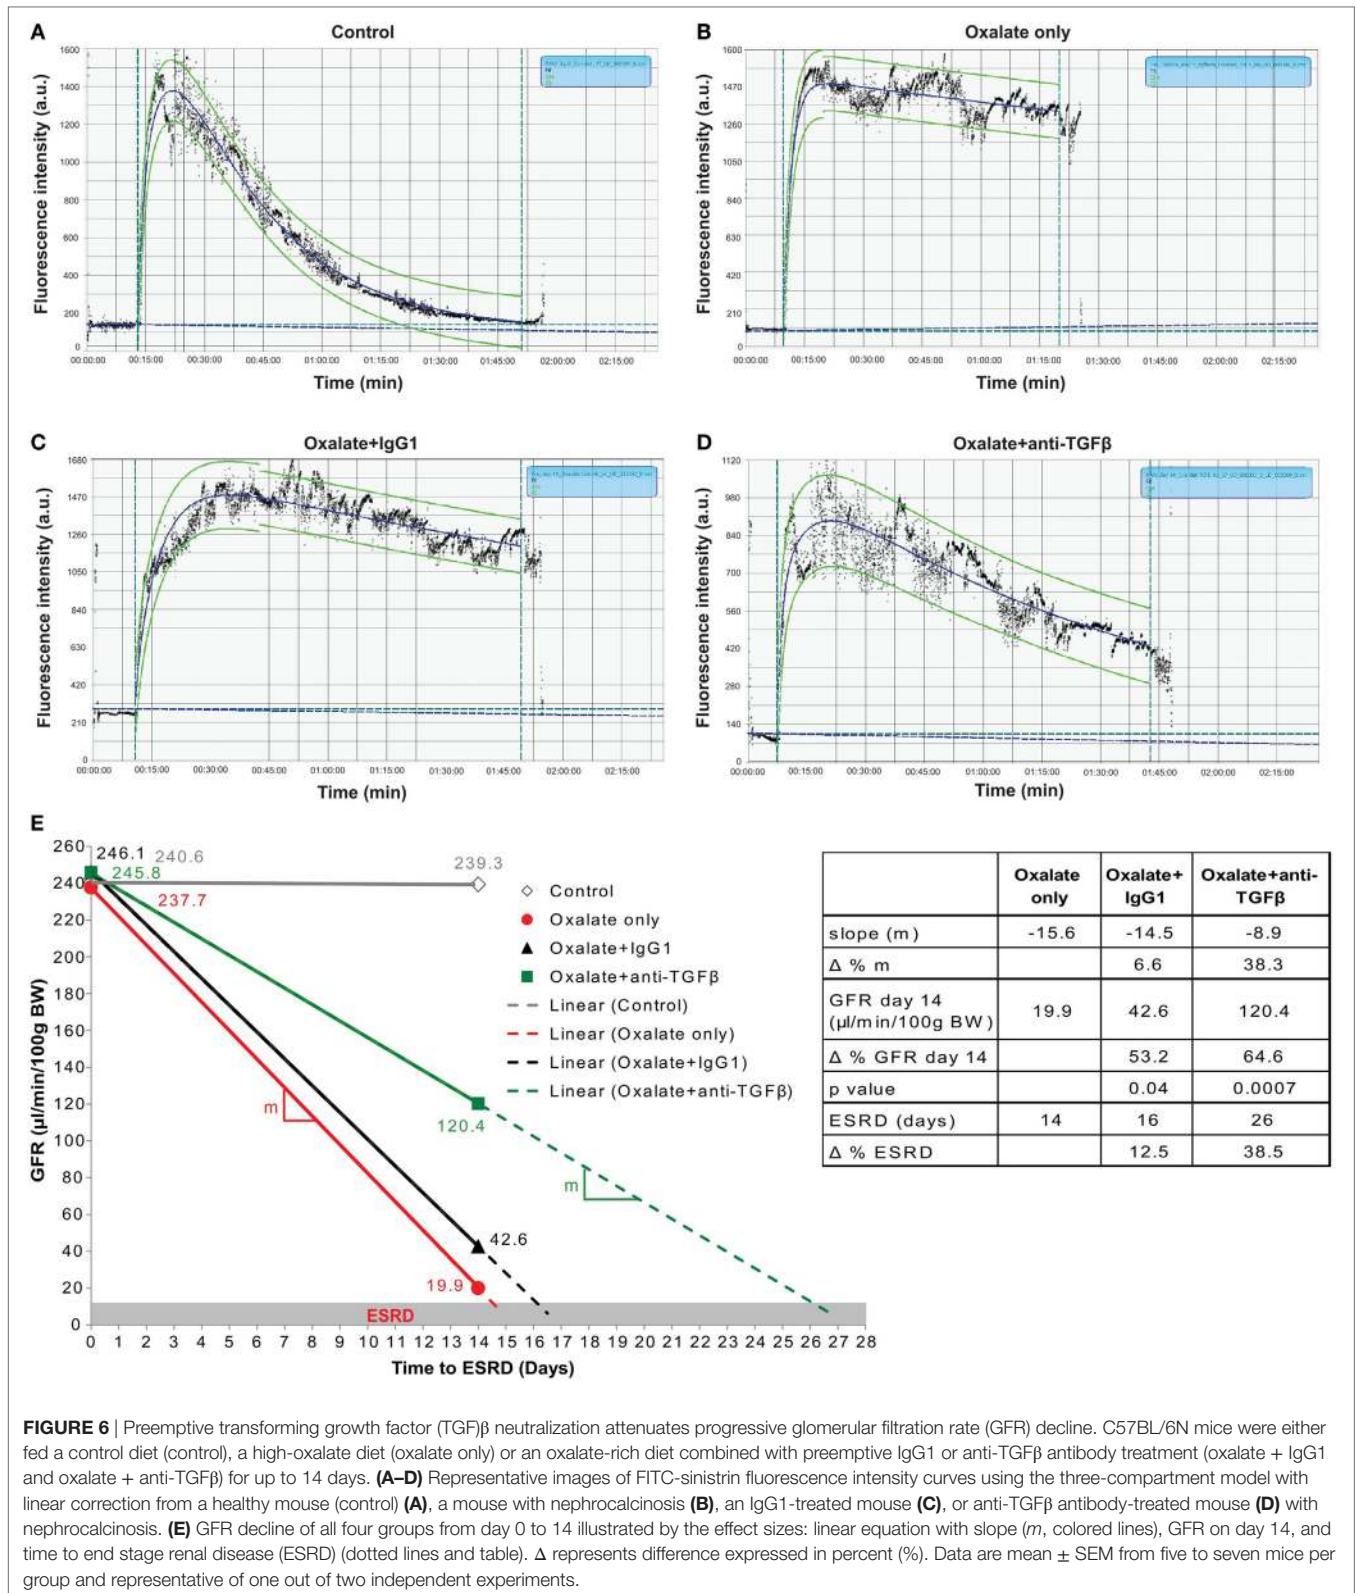 A
Control
Fluorescence intensity (a.u.)
1600
1400
1200
1000
800
600
400
200
0
00:00:00 00:15:00 00:30:00 00:45:00 01:00:00 01:15:00 01:30:00 01:45:00 02:00:00 02:15:00
Time (min)
B
Oxalate only
Fluorescence intensity (a.u.)
1600
1470
1260
1050
840
630
420
210
0
00:00:00 00:15:00 00:30:00 00:45:00 01:00:00 01:15:00 01:30:00 01:45:00 02:00:00 02:15:00
Time (min)
C
Oxalate+IgG1
Fluorescence intensity (a.u.)
1680
1470
1260
1050
840
630
420
210
0
00:00:00 00:15:00 00:30:00 00:45:00 01:00:00 01:15:00 01:30:00 01:45:00 02:00:00 02:15:00
Time (min)
D
Oxalate+anti-TGFβ
Fluorescence intensity (a.u.)
1120
980
840
700
560
420
280
140
0
00:00:00 00:15:00 00:30:00 00:45:00 01:00:00 01:15:00 01:30:00 01:45:00 02:00:00 02:15:00
Time (min)
E
GFR (µl/min/100g BW)
260
240
220
200
180
160
140
120
100
80
60
40
20
0
246.1 240.6
245.8
237.7
239.3
120.4
42.6
19.9
m
m
ESRD
0 1 2 3 4 5 6 7 8 9 10 11 12 13 14 15 16 17 18 19 20 21 22 23 24 25 26 27 28
Time to ESRD (Days)
Control
Oxalate only
Oxalate+IgG1
Oxalate+anti-TGFβ
Linear (Control)
Linear (Oxalate only)
Linear (Oxalate+IgG1)
Linear (Oxalate+anti-TGFβ)
Oxalate only Oxalate+ IgG1 Oxalate+anti- TGFβ
slope (m) -15.6 -14.5 -8.9
Δ % m 6.6 38.3
GFR day 14 (µl/min/100g BW) 19.9 42.6 120.4
Δ % GFR day 14 53.2 64.6
p value 0.04 0.0007
ESRD (days) 14 16 26
Δ % ESRD 12.5 38.5
FIGURE 6 | Preemptive transforming growth factor (TGF)β neutralization attenuates progressive glomerular filtration rate (GFR) decline. C57BL/6N mice were either
fed a control diet (control), a high-oxalate diet (oxalate only) or an oxalate-rich diet combined with preemptive IgG1 or anti-TGFβ antibody treatment (oxalate + IgG1
and oxalate + anti-TGFβ) for up to 14 days. (A–D) Representative images of FITC-sinistrin fluorescence intensity curves using the three-compartment model with
linear correction from a healthy mouse (control) (A), a mouse with nephrocalcinosis (B), an IgG1-treated mouse (C), or anti-TGFβ antibody-treated mouse (D) with
nephrocalcinosis. (E) GFR decline of all four groups from day 0 to 14 illustrated by the effect sizes: linear equation with slope (m, colored lines), GFR on day 14, and
time to end stage renal disease (ESRD) (dotted lines and table). Δ represents difference expressed in percent (%). Data are mean ± SEM from five to seven mice per
group and representative of one out of two independent experiments.